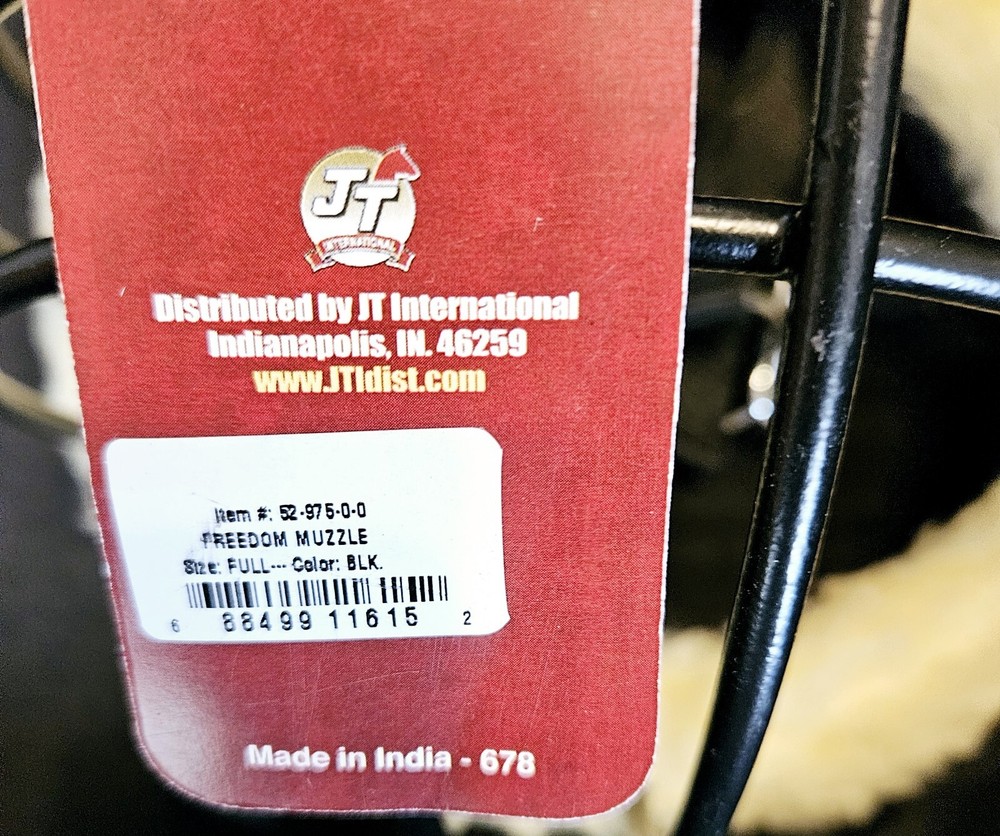 JT
INTERNATIONAL
Distributed by JT International
Indianapolis, IN. 46259
www.JTIdist.com
Item #: 52-975-0-0
FREEDOM MUZZLE
Size: FULL--- Color: BLK.
6 88499 11615 2
Made in India - 678